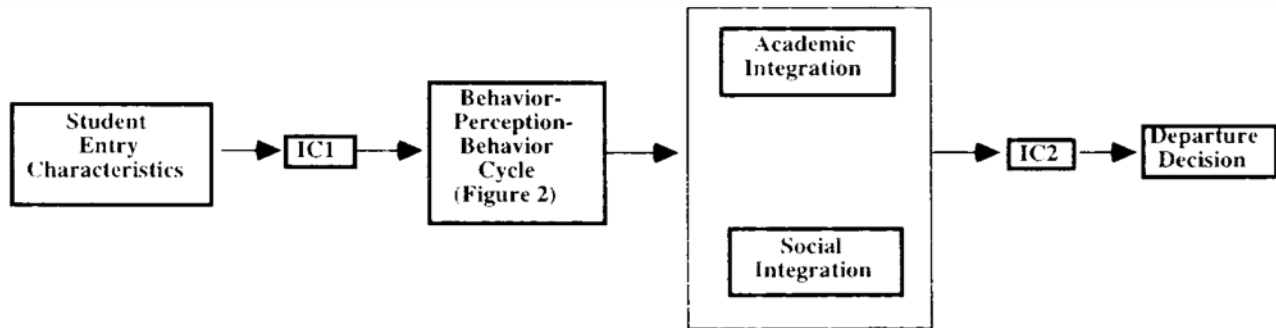 Student
Entry
Characteristics
IC1
Behavior-
Perception-
Behavior
Cycle
(Figure 2)
Academic
Integration
Social
Integration
IC2
Departure
Decision